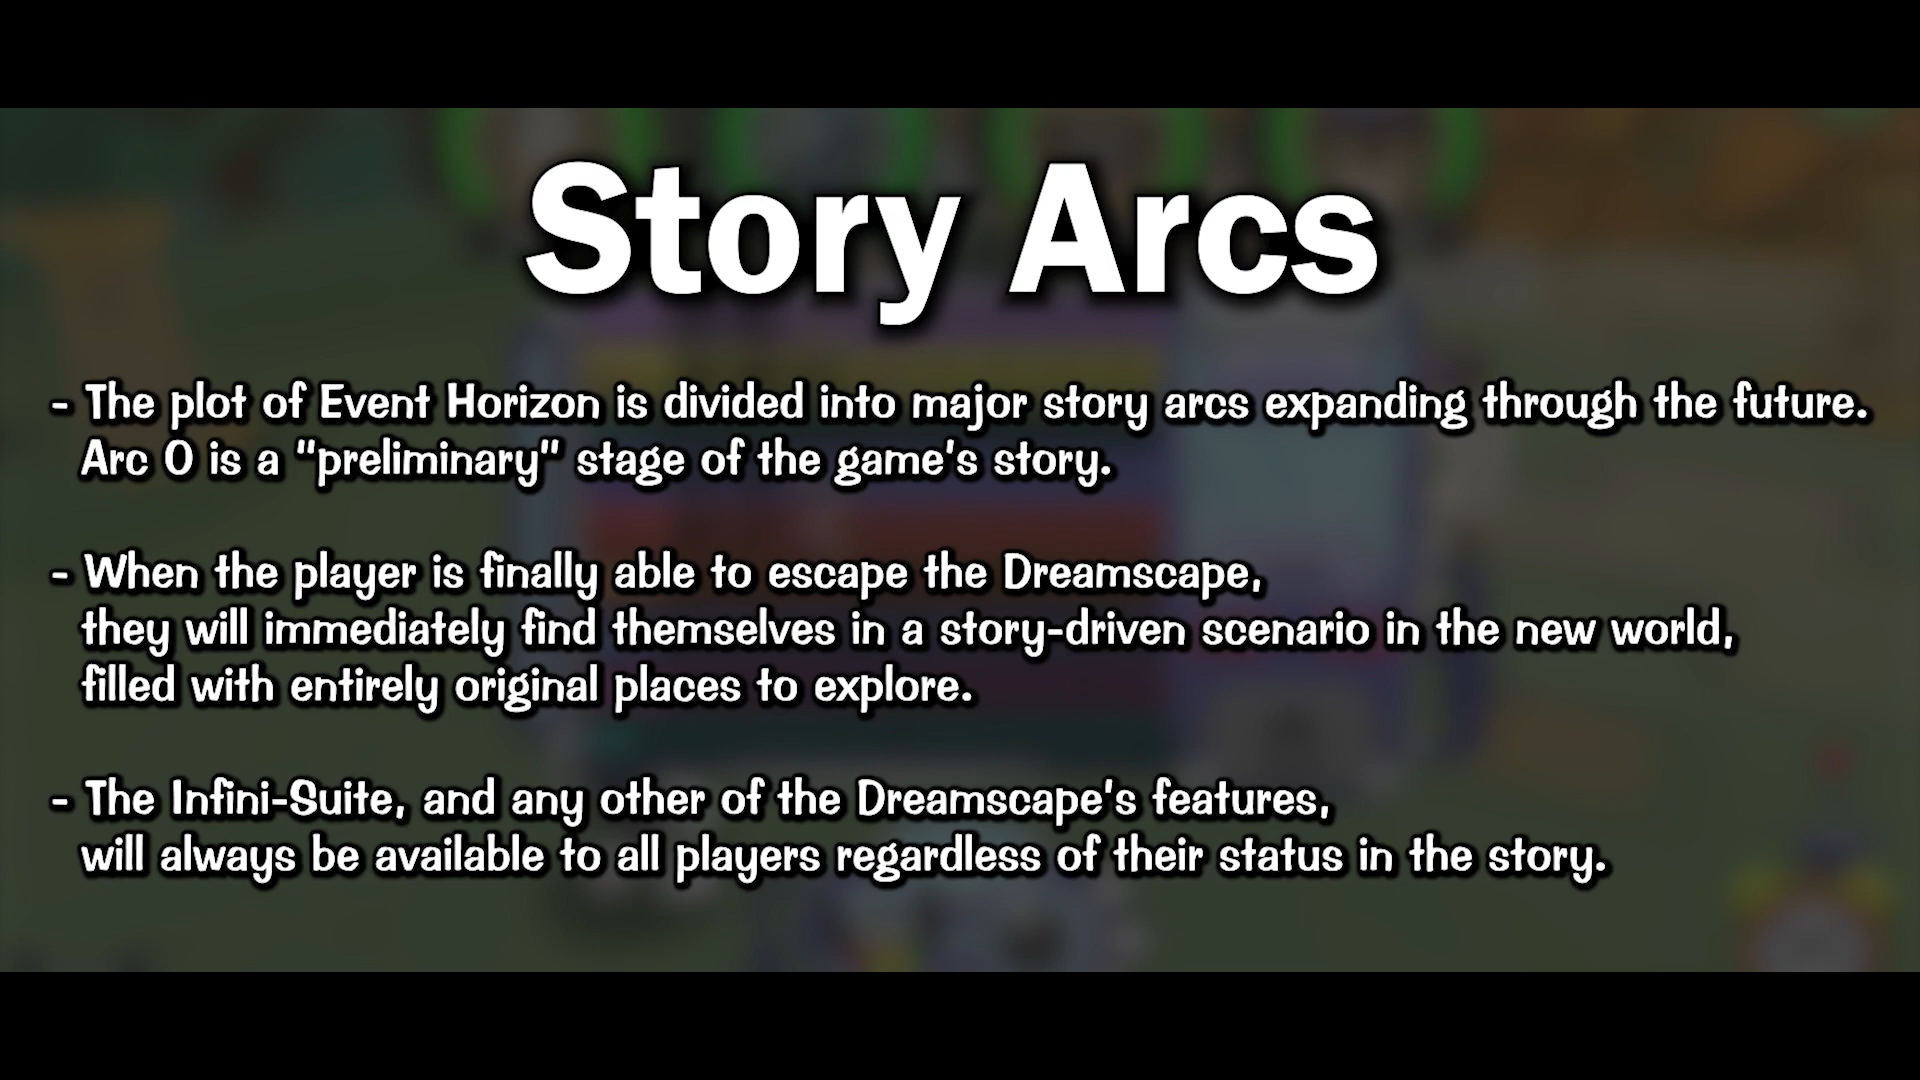 Story Arcs
- The plot of Event Horizon is divided into major story arcs expanding through the future.
Arc 0 is a "preliminary" stage of the game's story.
- When the player is finally able to escape the Dreamscape,
they will immediately find themselves in a story-driven scenario in the new world,
filled with entirely original places to explore.
- The Infini-Suite, and any other of the Dreamscape's features,
will always be available to all players regardless of their status in the story.